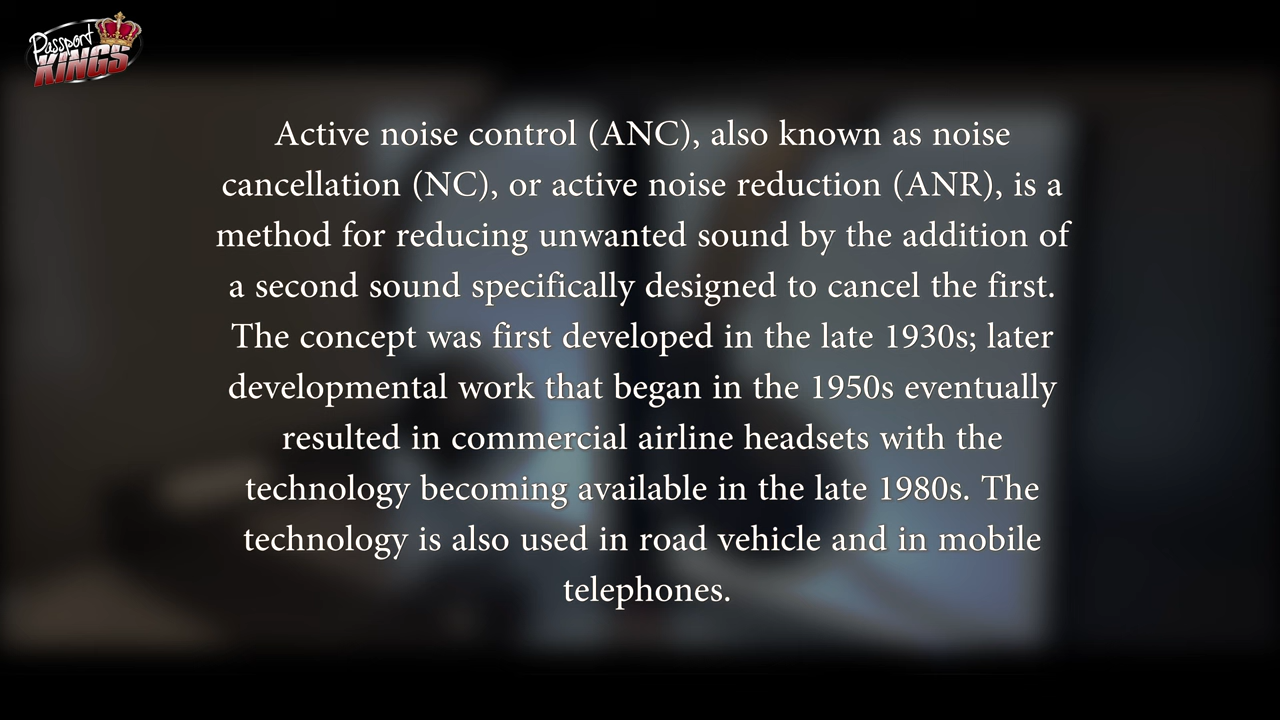 Passport
KINGS
Active noise control (ANC), also known as noise
cancellation (NC), or active noise reduction (ANR), is a
method for reducing unwanted sound by the addition of
a second sound specifically designed to cancel the first.
The concept was first developed in the late 1930s; later
developmental work that began in the 1950s eventually
resulted in commercial airline headsets with the
technology becoming available in the late 1980s. The
technology is also used in road vehicle and in mobile
telephones.